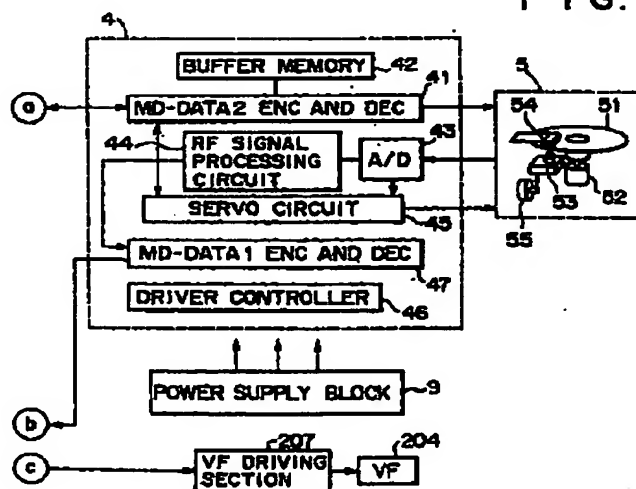 FIG.
4
BUFFER MEMORY 42
41
a
MD-DATA2 ENC AND DEC
5
54 51
44
RF SIGNAL
PROCESSING
CIRCUIT
43
A/D
53 52
55
SERVO CIRCUIT
45
MD-DATA1 ENC AND DEC
47
DRIVER CONTROLLER 46
POWER SUPPLY BLOCK 9
b
207 204
c
VF DRIVING
SECTION
VF